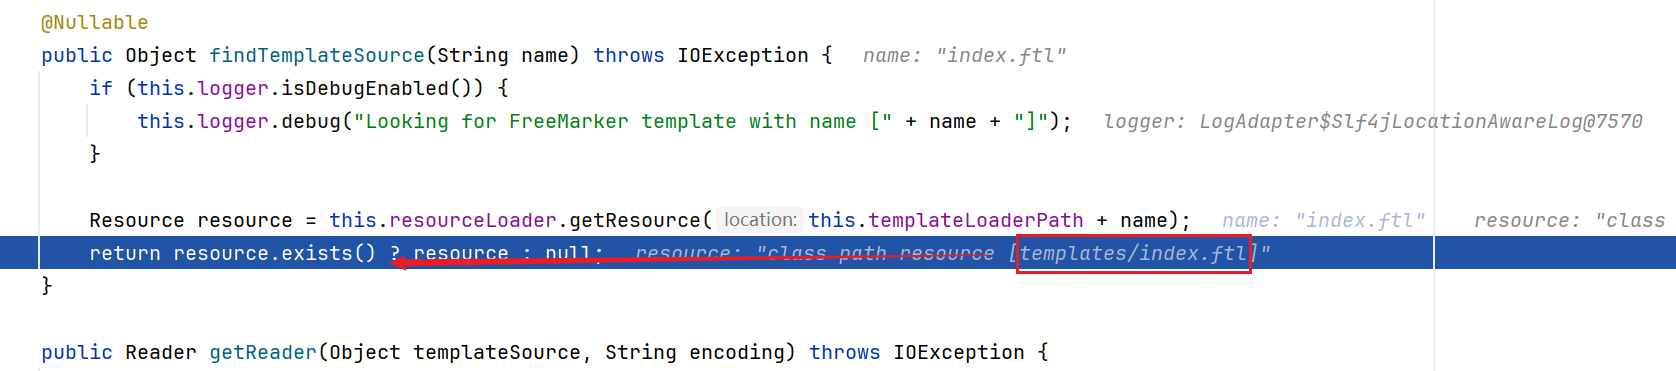 @Nullable
public Object findTemplateSource(String name) throws IOException {   name: "index.ftl"
if (this.logger.isDebugEnabled()) {
this.logger.debug("Looking for FreeMarker template with name [" + name + "]");   logger: LogAdapter$Slf4jLocationAwareLog@7570
}
Resource resource = this.resourceLoader.getResource( location: this.templateLoaderPath + name);   name: "index.ftl"   resource: "class
return resource.exists() ? resource : null;   resource: "class path resource [templates/index.ftl]"
}
public Reader getReader(Object templateSource, String encoding) throws IOException {